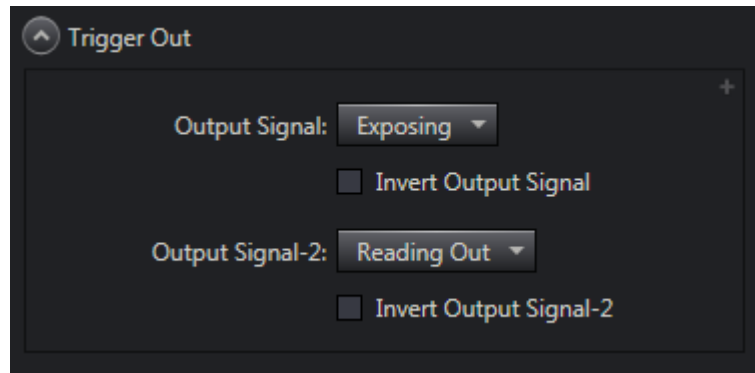 Trigger Out
Output Signal: Exposing
Invert Output Signal
Output Signal-2: Reading Out
Invert Output Signal-2